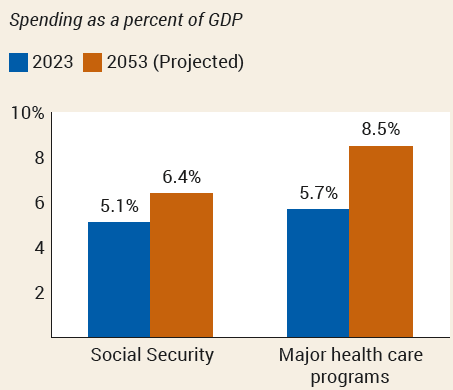 Spending as a percent of GDP
2023 2053 (Projected)
10%
8
6
4
2
5.1%
6.4%
5.7%
8.5%
Social Security
Major health care
programs